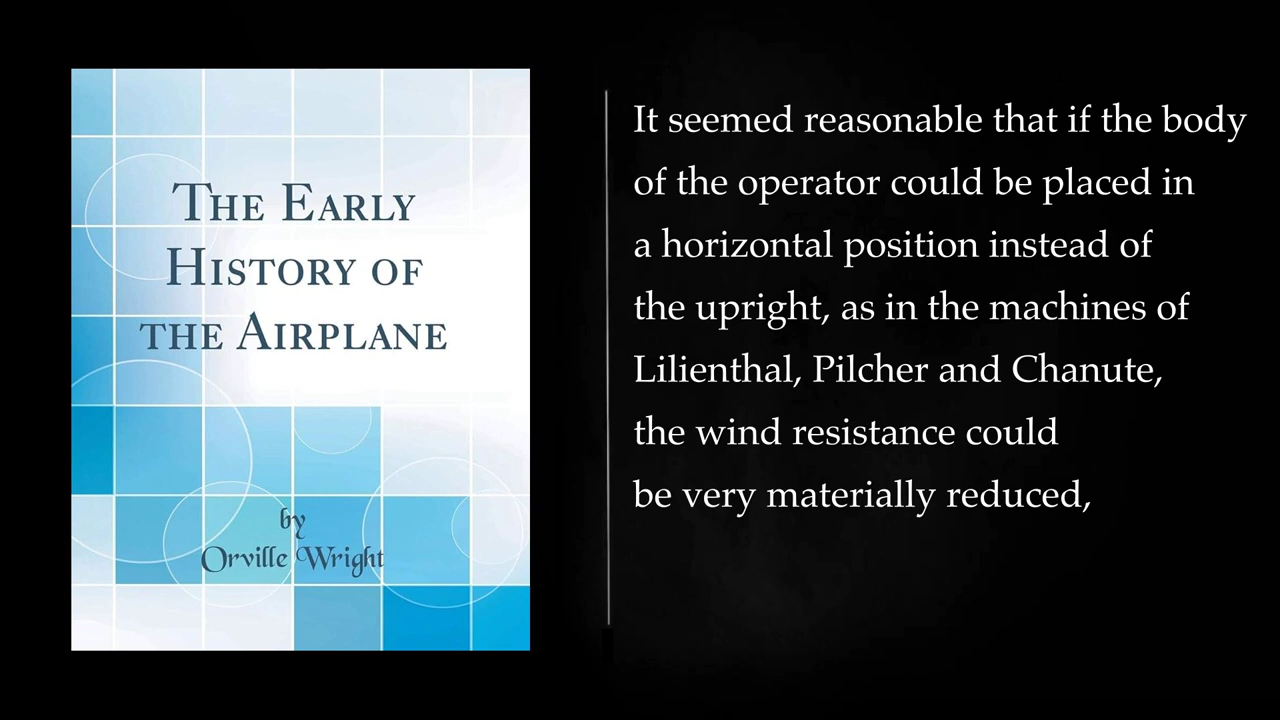 The Early
History of
the Airplane
by
Orville Wright
It seemed reasonable that if the body
of the operator could be placed in
a horizontal position instead of
the upright, as in the machines of
Lilienthal, Pilcher and Chanute,
the wind resistance could
be very materially reduced,